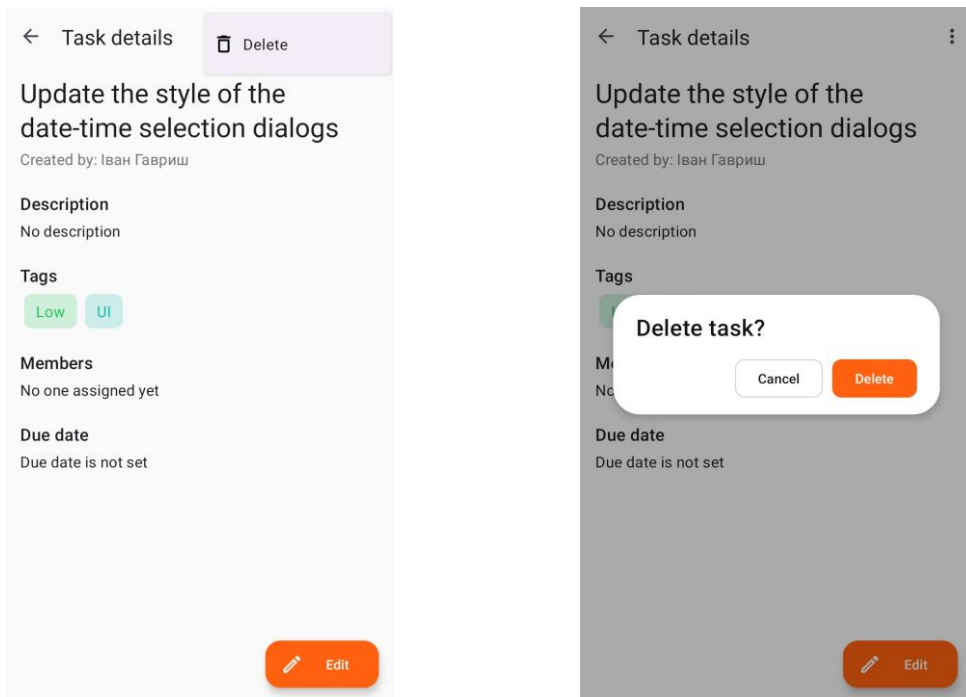 Task details
Delete
Update the style of the
date-time selection dialogs
Created by: Іван Гавриш
Description
No description
Tags
Low UI
Members
No one assigned yet
Due date
Due date is not set
Edit
Task details
Update the style of the
date-time selection dialogs
Created by: Іван Гавриш
Description
No description
Tags
Delete task?
Cancel Delete
Due date
Due date is not set
Edit